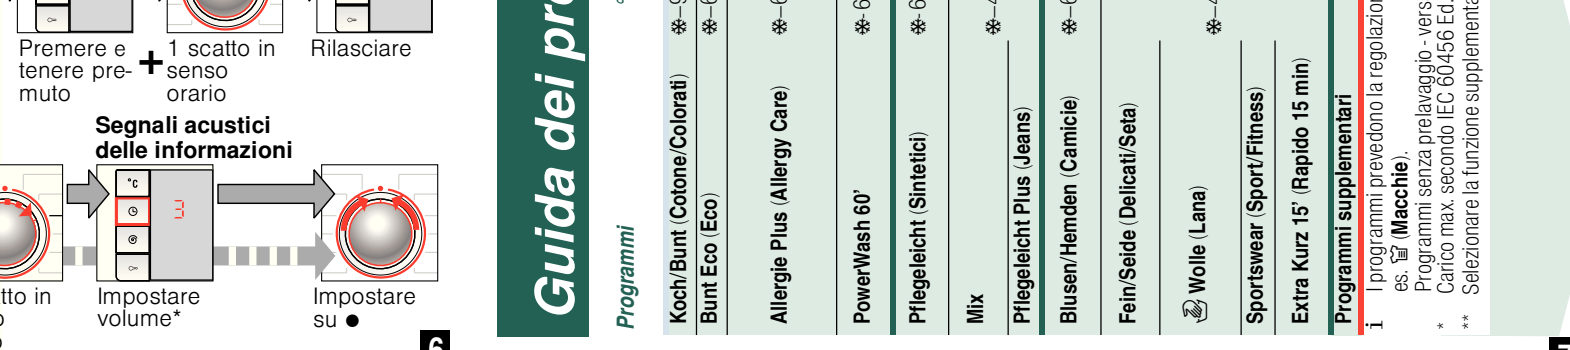 Premere e
tenere pre-
muto
+
1 scatto in
senso
orario
Rilasciare
Segnali acustici
delle informazioni
°C
Impostare
volume*
Impostare
su ●
6
Guida dei
Programmi
Koch/Bunt (Cotone/Colorati)
Bunt Eco (Eco)
Allergie Plus (Allergy Care)
PowerWash 60’
Pflegeleicht (Sintetici)
Mix
Pflegeleicht Plus (Jeans)
Blusen/Hemden (Camicie)
Fein/Seide (Delicati/Seta)
Wolle (Lana)
Sportswear (Sport/Fitness)
Extra Kurz 15’ (Rapido 15 min)
Programmi supplementari
i I programmi prevedono la
es. (Macchie).
Programmi senza prelavaggio -
* Carico max. secondo IEC 60456 Ed.
** Selezionare la funzione